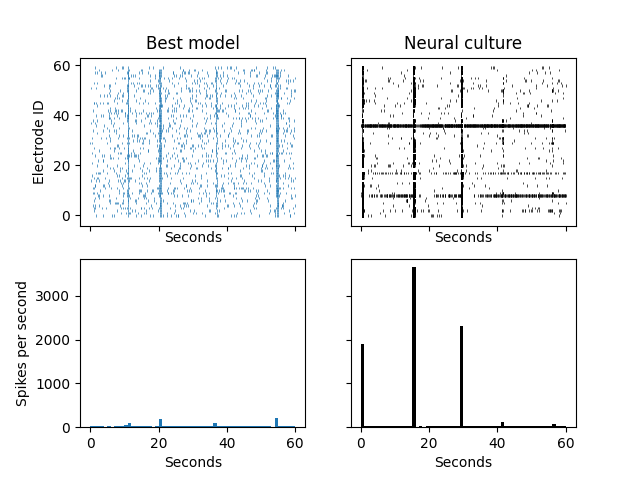 Best model
Neural culture
Electrode ID
60
40
20
0
Seconds
Seconds
Spikes per second
3000
2000
1000
0
0 20 40 60
0 20 40 60
Seconds
Seconds